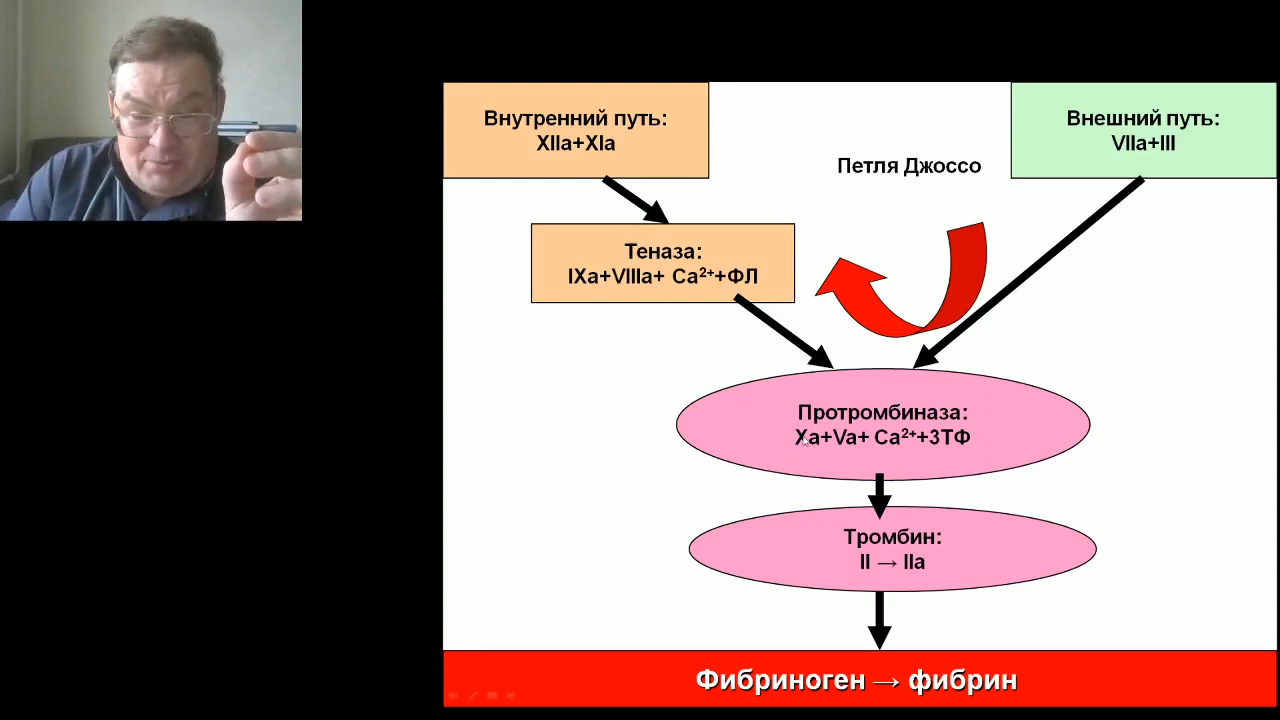 Внутренний путь:
XIIa+XIa
Внешний путь:
VIIa+III
Петля Джоссо
Теназа:
IXa+VIIIa+ Ca²⁺+ФЛ
Протромбиназа:
Xa+Va+ Ca²⁺+3ТФ
Тромбин:
II → IIa
Фибриноген → фибрин